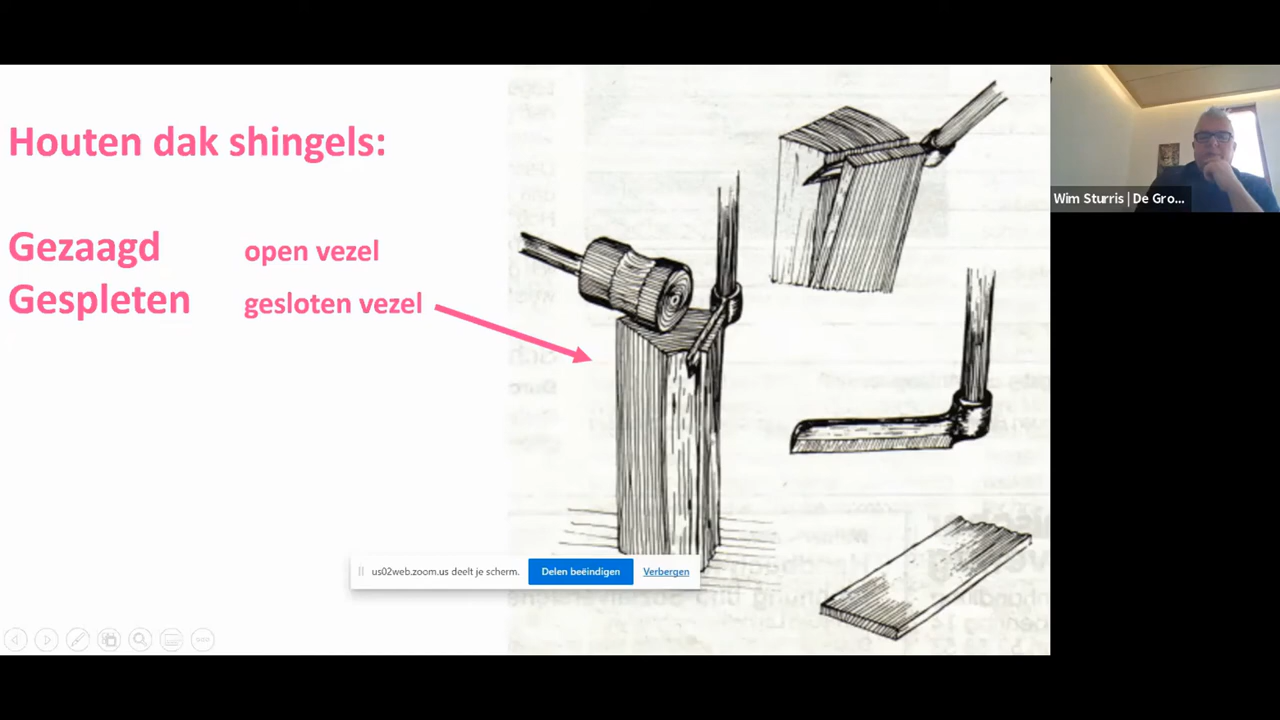 Houten dak shingels:
Gezaagd open vezel
Gespleten gesloten vezel
Wim Sturris | De Gro...
us02web.zoom.us deelt je scherm. Delen beëindigen Verbergen